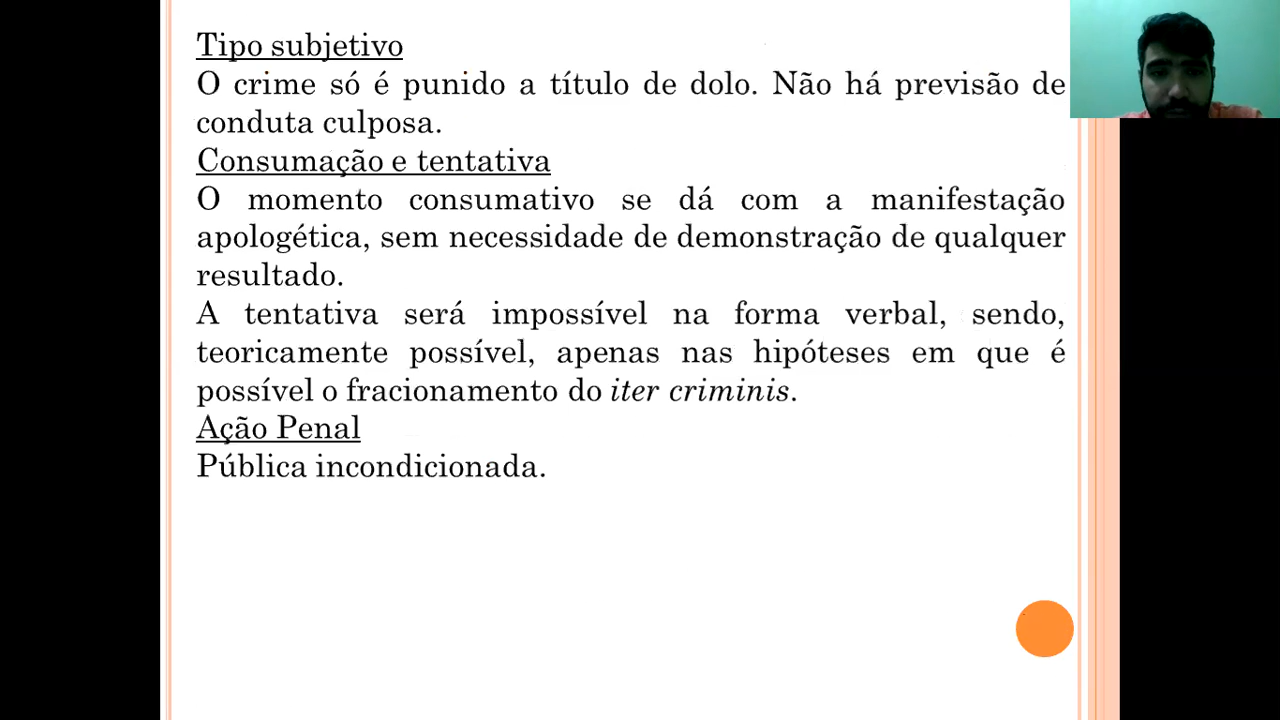 Tipo subjetivo
O crime só é punido a título de dolo. Não há previsão de
conduta culposa.
Consumação e tentativa
O momento consumativo se dá com a manifestação
apologética, sem necessidade de demonstração de qualquer
resultado.
A tentativa será impossível na forma verbal, sendo,
teoricamente possível, apenas nas hipóteses em que é
possível o fracionamento do iter criminis.
Ação Penal
Pública incondicionada.